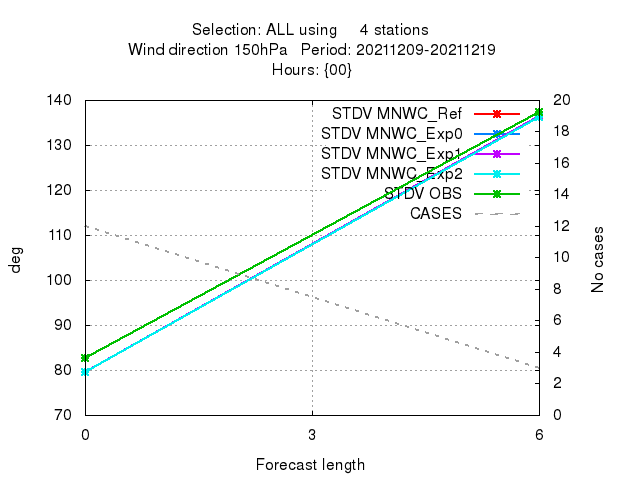 Selection: ALL using 4 stations
Wind direction 150hPa Period: 20211209-20211219
Hours: {00}
140
130
120
110
100
90
80
70
20
18
16
14
12
10
8
6
4
2
0
STDV MNWC_Ref
STDV MNWC_Exp0
STDV MNWC_Exp1
STDV MNWC_Exp2
STDV OBS
CASES
deg
No cases
0 3 6
Forecast length